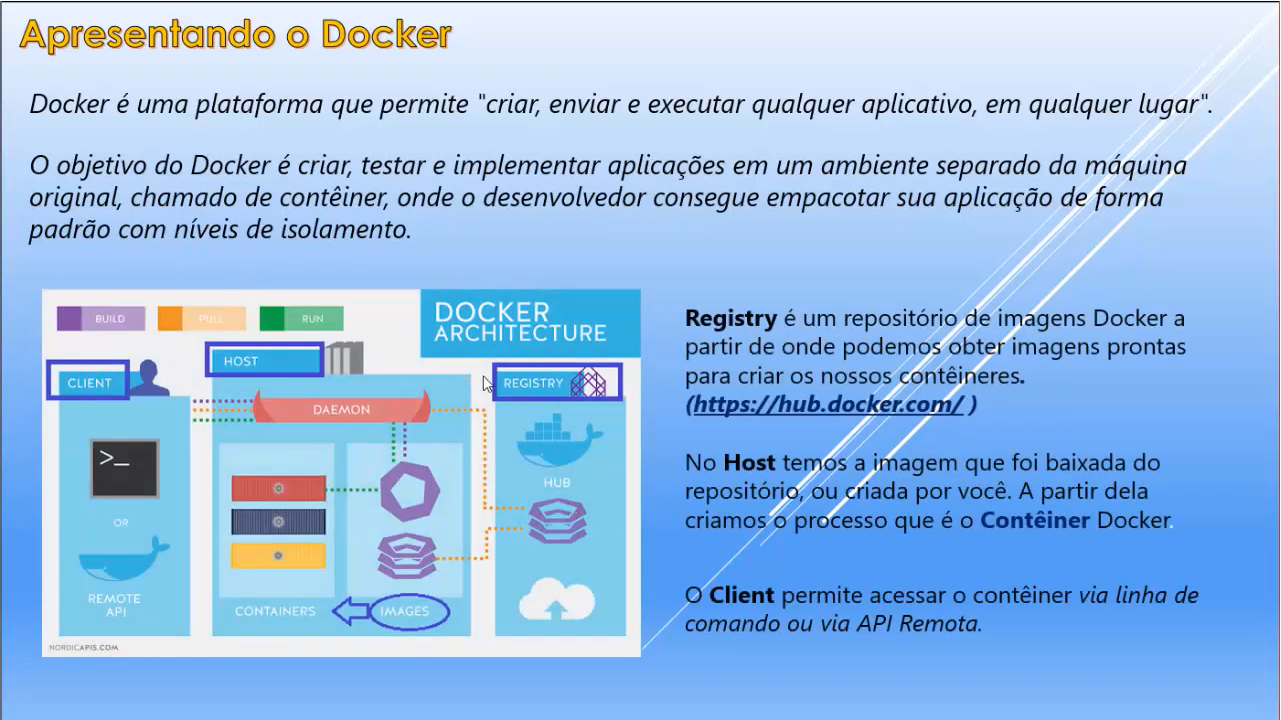 Apresentando o Docker
Docker é uma plataforma que permite "criar, enviar e executar qualquer aplicativo, em qualquer lugar".
O objetivo do Docker é criar, testar e implementar aplicações em um ambiente separado da máquina
original, chamado de contêiner, onde o desenvolvedor consegue empacotar sua aplicação de forma
padrão com níveis de isolamento.
BUILD
PULL
RUN
DOCKER
ARCHITECTURE
CLIENT
HOST
REGISTRY
DAEMON
>_
OR
HUB
REMOTE
API
CONTAINERS
IMAGES
NORDICAPIS.COM
Registry é um repositório de imagens Docker a
partir de onde podemos obter imagens prontas
para criar os nossos contêineres.
(https://hub.docker.com/ )
No Host temos a imagem que foi baixada do
repositório, ou criada por você. A partir dela
criamos o processo que é o Contêiner Docker.
O Client permite acessar o contêiner via linha de
comando ou via API Remota.